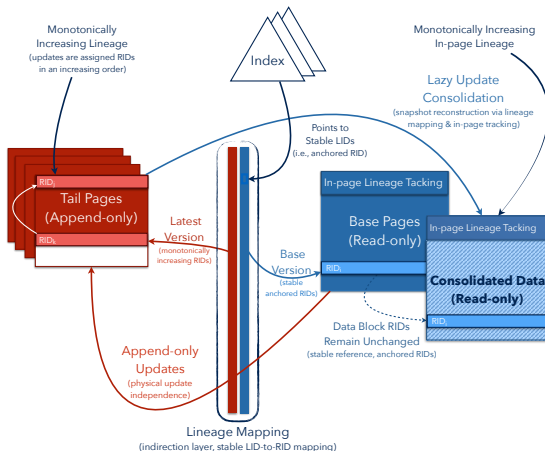 Monotonically
Increasing Lineage
(updates are assigned RIDs
in an increasing order)
Index
Monotonically Increasing
In-page Lineage
Lazy Update
Consolidation
(snapshot reconstruction via lineage
mapping & in-page tracking)
Points to
Stable LIDs
(i.e., anchored RID)
RIDj
Tail Pages
(Append-only)
RIDk
In-page Lineage Tacking
Base Pages
(Read-only)
RIDi
In-page Lineage Tacking
Consolidated Data
(Read-only)
RIDi
Latest
Version
(monotonically
increasing RIDs)
Base
Version
(stable
anchored RIDs)
Data Block RIDs
Remain Unchanged
(stable reference, anchored RIDs)
Append-only
Updates
(physical update
independence)
Lineage Mapping
(indirection layer, stable LID-to-RID mapping)